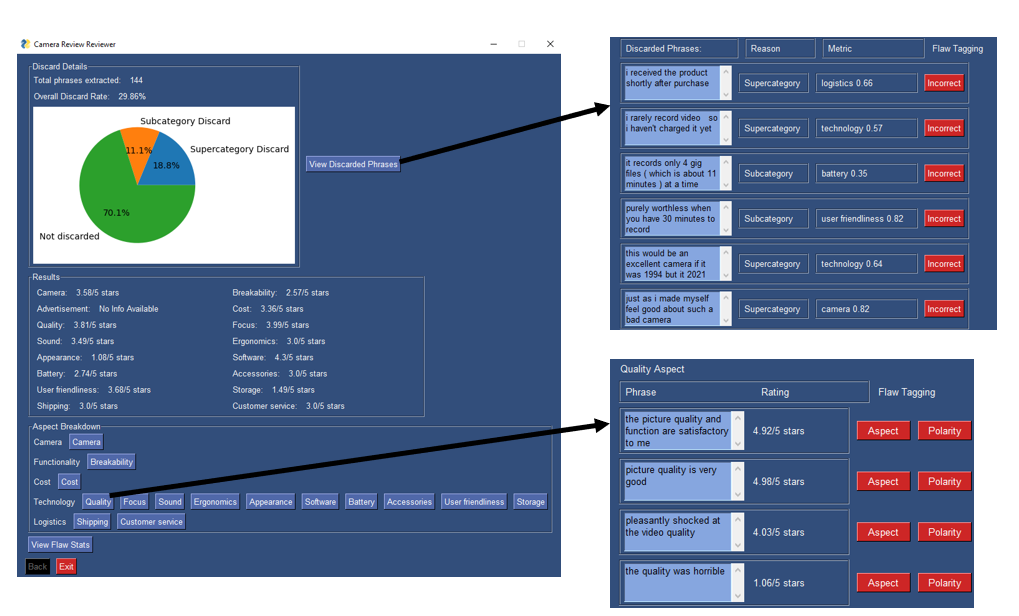 Camera Review Reviewer
Discard Details
Total phrases extracted: 144
Overall Discard Rate: 29.86%
Subcategory Discard
11.1%
Supercategory Discard
18.8%
70.1%
Not discarded
View Discarded Phrases
Results
Camera: 3.58/5 stars
Breakability: 2.57/5 stars
Advertisement: No Info Available
Cost: 3.36/5 stars
Quality: 3.81/5 stars
Focus: 3.99/5 stars
Sound: 3.49/5 stars
Ergonomics: 3.0/5 stars
Appearance: 1.08/5 stars
Software: 4.3/5 stars
Battery: 2.74/5 stars
Accessories: 3.0/5 stars
User friendliness: 3.68/5 stars
Storage: 1.49/5 stars
Shipping: 3.0/5 stars
Customer service: 3.0/5 stars
Aspect Breakdown
Camera Camera
Functionality Breakability
Cost Cost
Technology Quality Focus Sound Ergonomics Appearance Software Battery Accessories User friendliness Storage
Logistics Shipping Customer service
View Flaw Stats
Back Exit
Discarded Phrases: Reason Metric Flaw Tagging
i received the product
shortly after purchase
Supercategory logistics 0.66 Incorrect
i rarely record video so
i haven't charged it yet
Supercategory technology 0.57 Incorrect
it records only 4 gig
files ( which is about 11
minutes ) at a time
Subcategory battery 0.35 Incorrect
purely worthless when
you have 30 minutes to
record
Subcategory user friendliness 0.82 Incorrect
this would be an
excellent camera if it
was 1994 but it 2021
Supercategory technology 0.64 Incorrect
just as i made myself
feel good about such a
bad camera
Supercategory camera 0.82 Incorrect
Quality Aspect
Phrase Rating Flaw Tagging
the picture quality and
function are satisfactory
to me
4.92/5 stars Aspect Polarity
picture quality is very
good
4.98/5 stars Aspect Polarity
pleasantly shocked at
the video quality
4.03/5 stars Aspect Polarity
the quality was horrible
1.06/5 stars Aspect Polarity